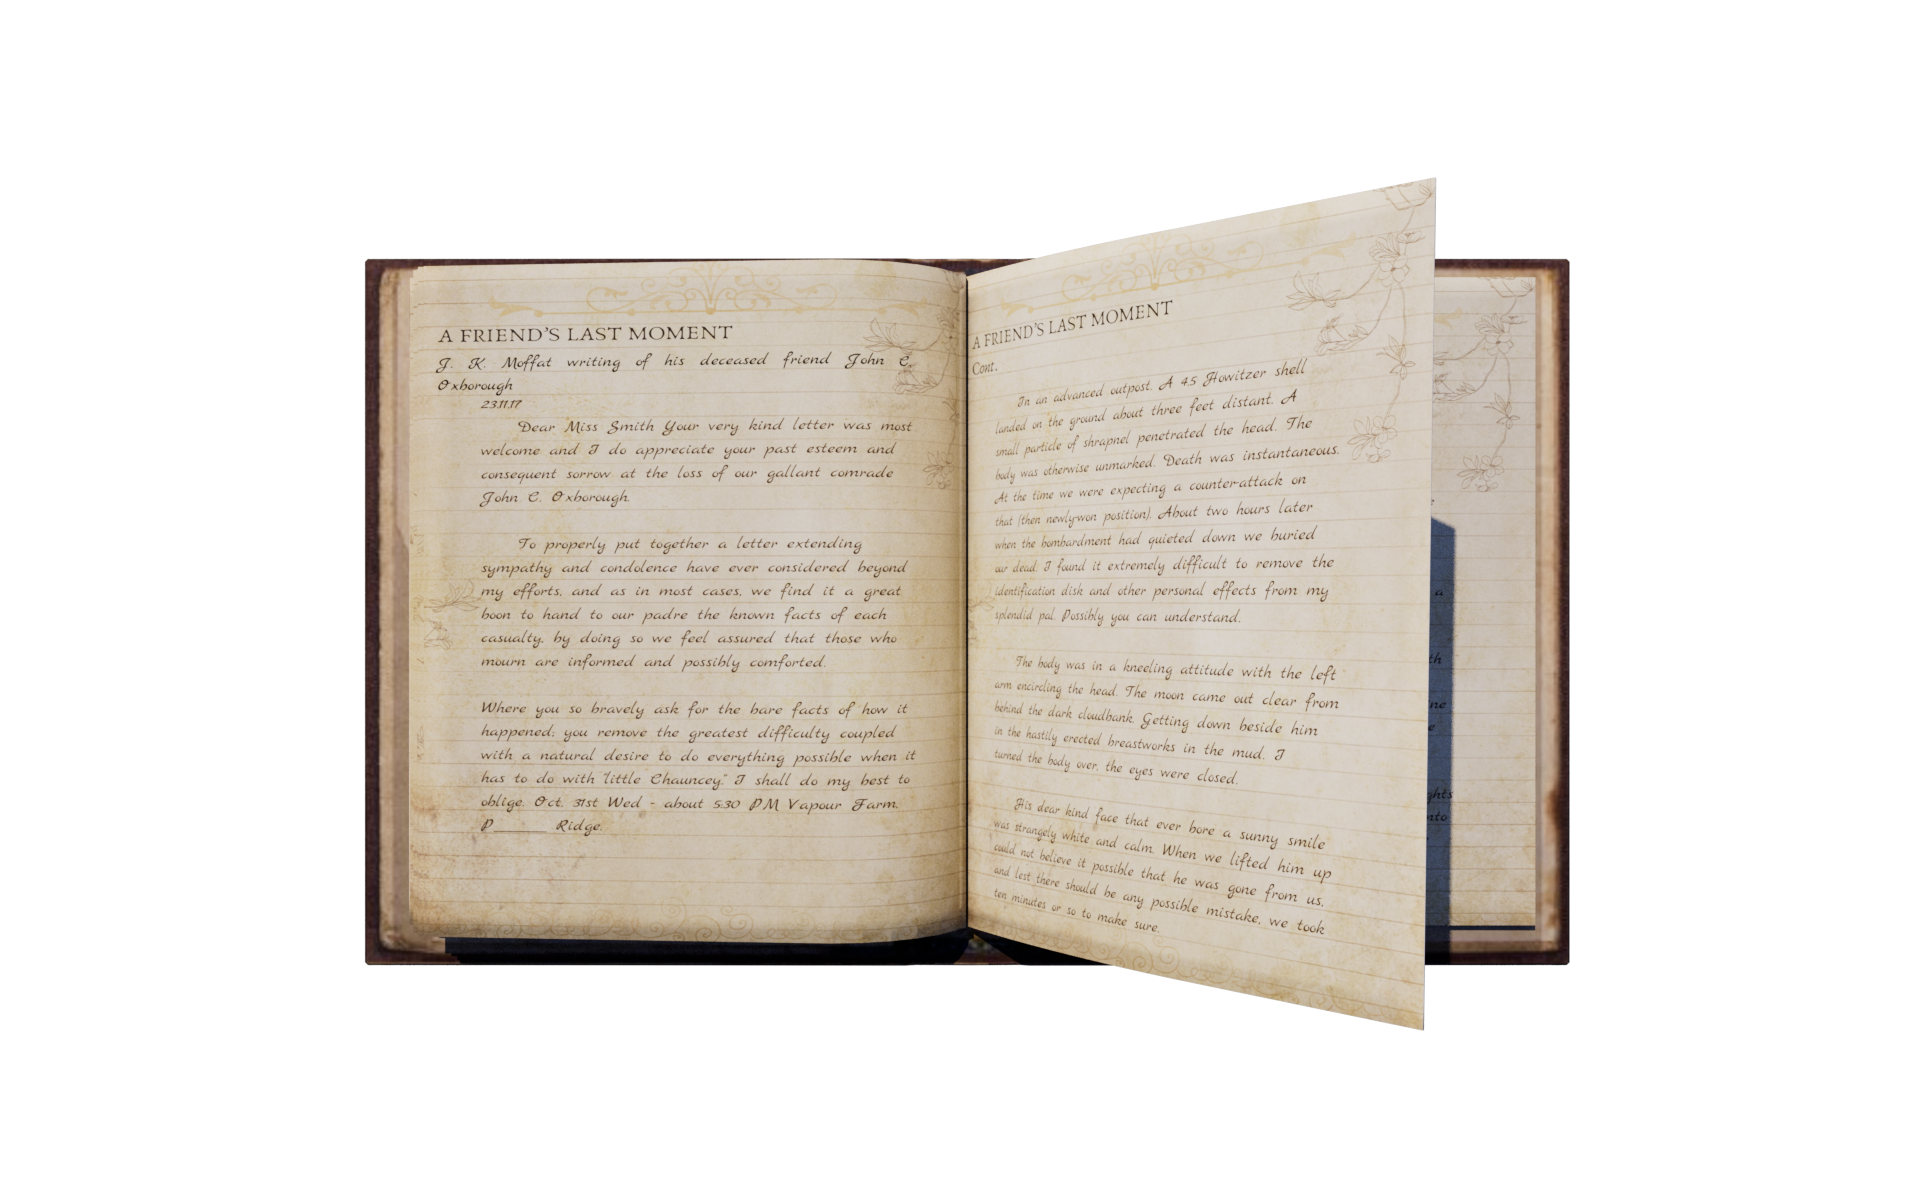 A FRIEND'S LAST MOMENT
J. K. Moffat writing of his deceased friend John C.
Oxborough
23.11.17
Dear Miss Smith Your very kind letter was most
welcome and I do appreciate your past esteem and
consequent sorrow at the loss of our gallant comrade
John C. Oxborough.
To properly put together a letter extending
sympathy and condolence have ever considered beyond
my efforts, and as in most cases, we find it a great
boon to hand to our padre the known facts of each
casualty, by doing so we feel assured that those who
mourn are informed and possibly comforted.
Where you so bravely ask for the bare facts of how it
happened; you remove the greatest difficulty coupled
with a natural desire to do everything possible when it
has to do with "little Chauncey." I shall do my best to
oblige. Oct. 31st Wed - about 5:30 PM Vapour Farm.
P______ Ridge.
A FRIEND'S LAST MOMENT
Cont.
In an advanced outpost. A 4.5 Howitzer shell
landed on the ground about three feet distant. A
small particle of shrapnel penetrated the head. The
body was otherwise unmarked. Death was instantaneous.
At the time we were expecting a counter-attack on
that (then newly-won position). About two hours later
when the bombardment had quieted down we buried
our dead. I found it extremely difficult to remove the
identification disk and other personal effects from my
splendid pal. Possibly you can understand.
The body was in a kneeling attitude with the left
arm encircling the head. The moon came out clear from
behind the dark cloudbank. Getting down beside him
in the hastily erected breastworks in the mud. I
turned the body over, the eyes were closed.
His dear kind face that ever bore a sunny smile
was strangely white and calm. When we lifted him up
could not believe it possible that he was gone from us.
and lest there should be any possible mistake, we took
ten minutes or so to make sure.
a